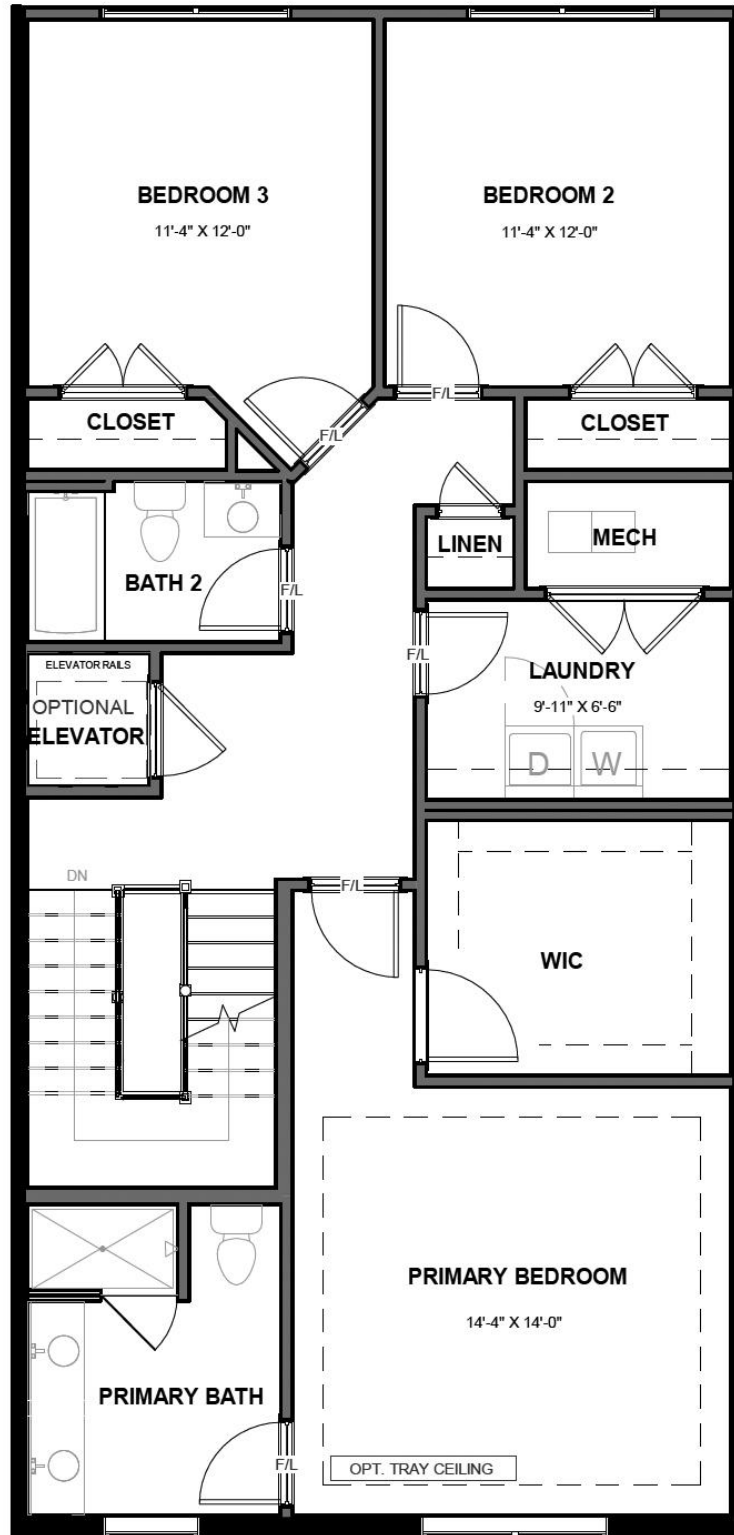 BEDROOM 3
11'-4" X 12'-0"
BEDROOM 2
11'-4" X 12'-0"
F/L
F/L
CLOSET
CLOSET
LINEN
MECH
BATH 2
F/L
F/L
LAUNDRY
9'-11" X 6'-6"
D
W
ELEVATOR RAILS
OPTIONAL
ELEVATOR
DN
F/L
WIC
PRIMARY BEDROOM
14'-4" X 14'-0"
PRIMARY BATH
F/L
OPT. TRAY CEILING